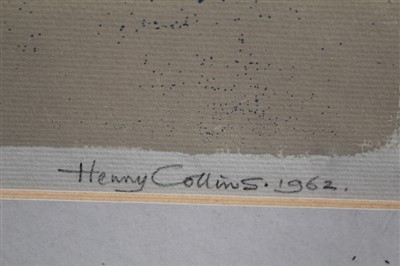 Henry Collins. 1962.